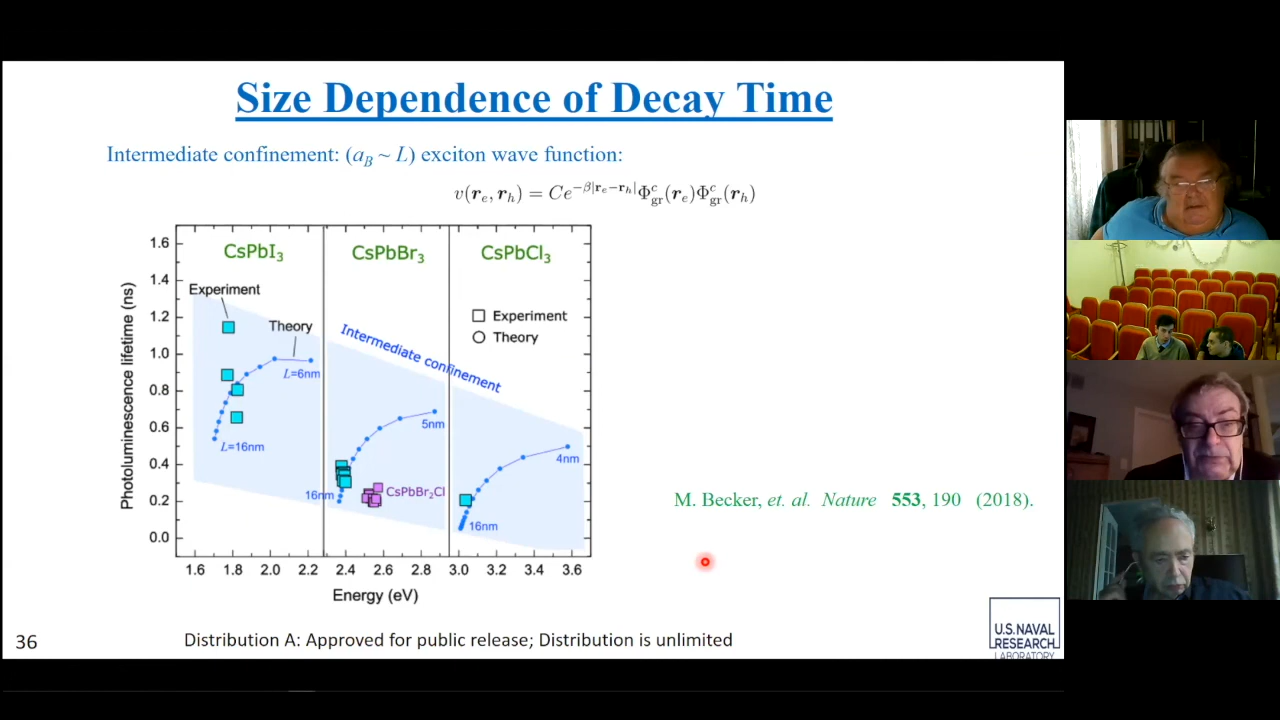 Size Dependence of Decay Time
Intermediate confinement: (a_B ~ L) exciton wave function:
v(r_e, r_h) = Ce^{−β|r_e−r_h|}Φ^c_gr(r_e)Φ^c_gr(r_h)
CsPbI₃
CsPbBr₃
CsPbCl₃
Experiment
Theory
Experiment
Theory
Intermediate confinement
L=6nm
L=16nm
5nm
16nm
CsPbBr₂Cl
4nm
16nm
Photoluminescence lifetime (ns)
1.6
1.4
1.2
1.0
0.8
0.6
0.4
0.2
0.0
1.6 1.8 2.0 2.2 2.4 2.6 2.8 3.0 3.2 3.4 3.6
Energy (eV)
M. Becker, et. al. Nature 553, 190 (2018).
36
Distribution A: Approved for public release; Distribution is unlimited
U.S. NAVAL
RESEARCH
LABORATORY